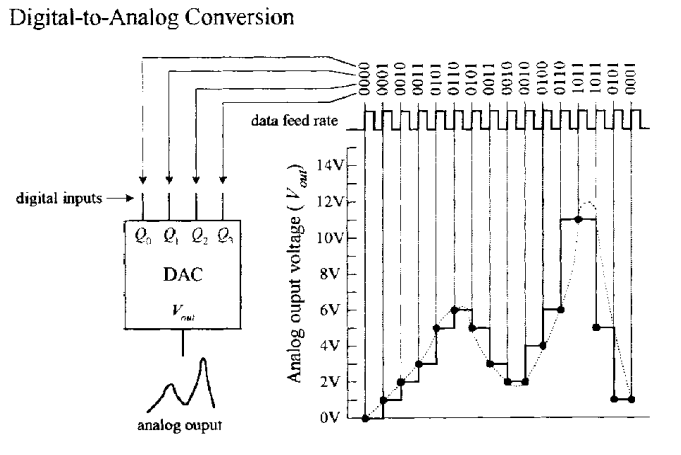 Digital-to-Analog Conversion
0000
0001
0010
0011
0101
0110
0101
0011
0010
0010
0100
0110
1011
1011
0101
0001
data feed rate
digital inputs
Q0 Q1 Q2 Q3
DAC
Vout
analog ouput
Analog ouput voltage (Vout)
14V
12V
10V
8V
6V
4V
2V
0V